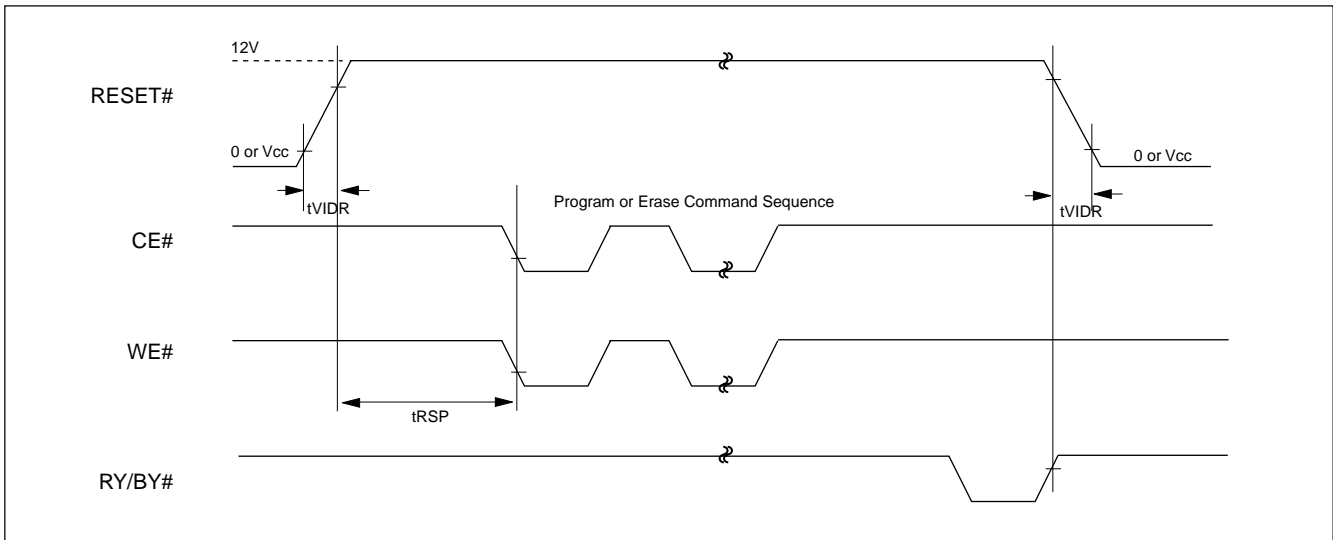 12V
RESET#
0 or Vcc
0 or Vcc
tVIDR
Program or Erase Command Sequence
tVIDR
CE#
WE#
tRSP
RY/BY#